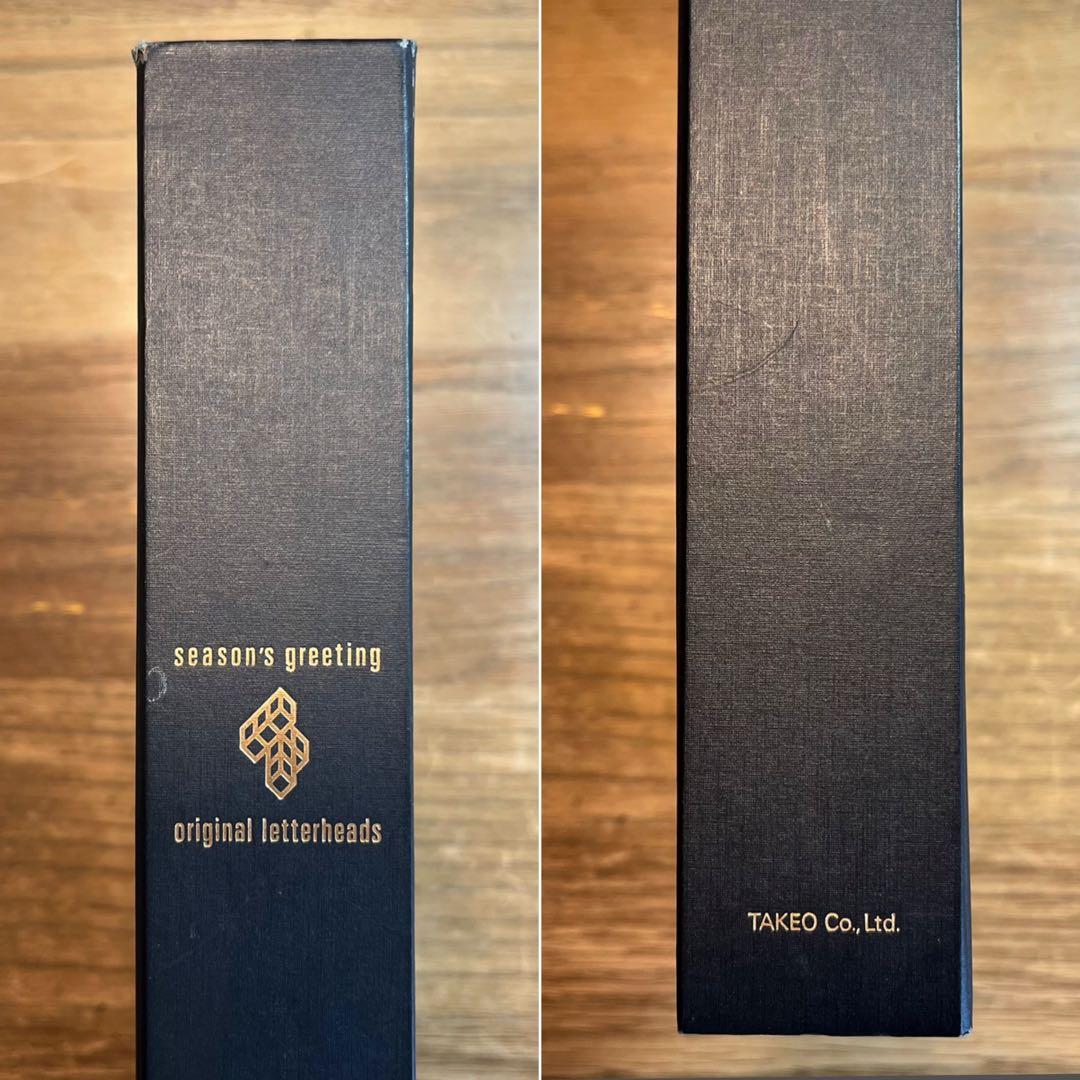 season's greeting
original letterheads
TAKEO Co., Ltd.